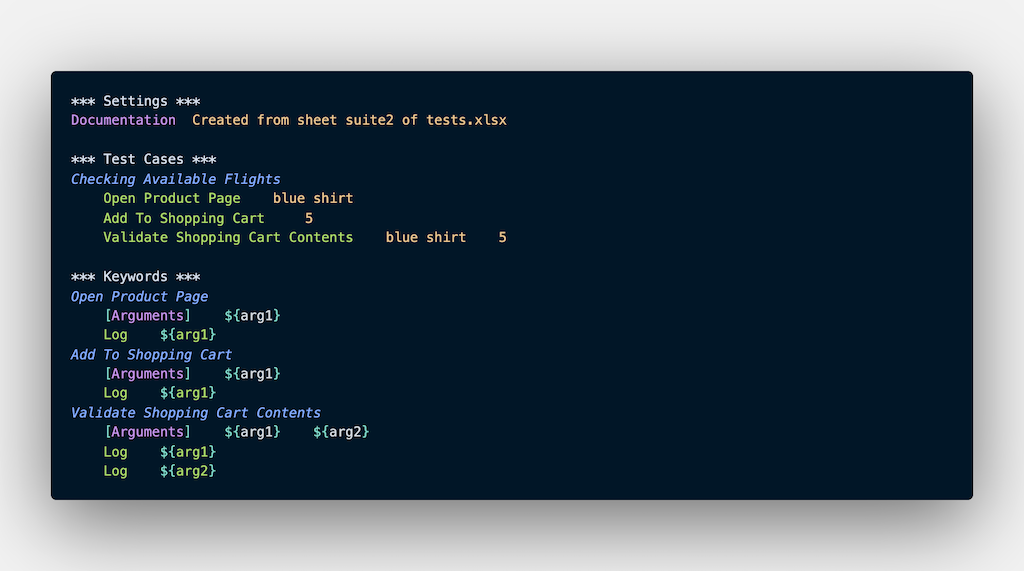 *** Settings ***
Documentation  Created from sheet suite2 of tests.xlsx

*** Test Cases ***
Checking Available Flights
    Open Product Page    blue shirt
    Add To Shopping Cart     5
    Validate Shopping Cart Contents    blue shirt    5

*** Keywords ***
Open Product Page
    [Arguments]    ${arg1}
    Log    ${arg1}
Add To Shopping Cart
    [Arguments]    ${arg1}
    Log    ${arg1}
Validate Shopping Cart Contents
    [Arguments]    ${arg1}    ${arg2}
    Log    ${arg1}
    Log    ${arg2}